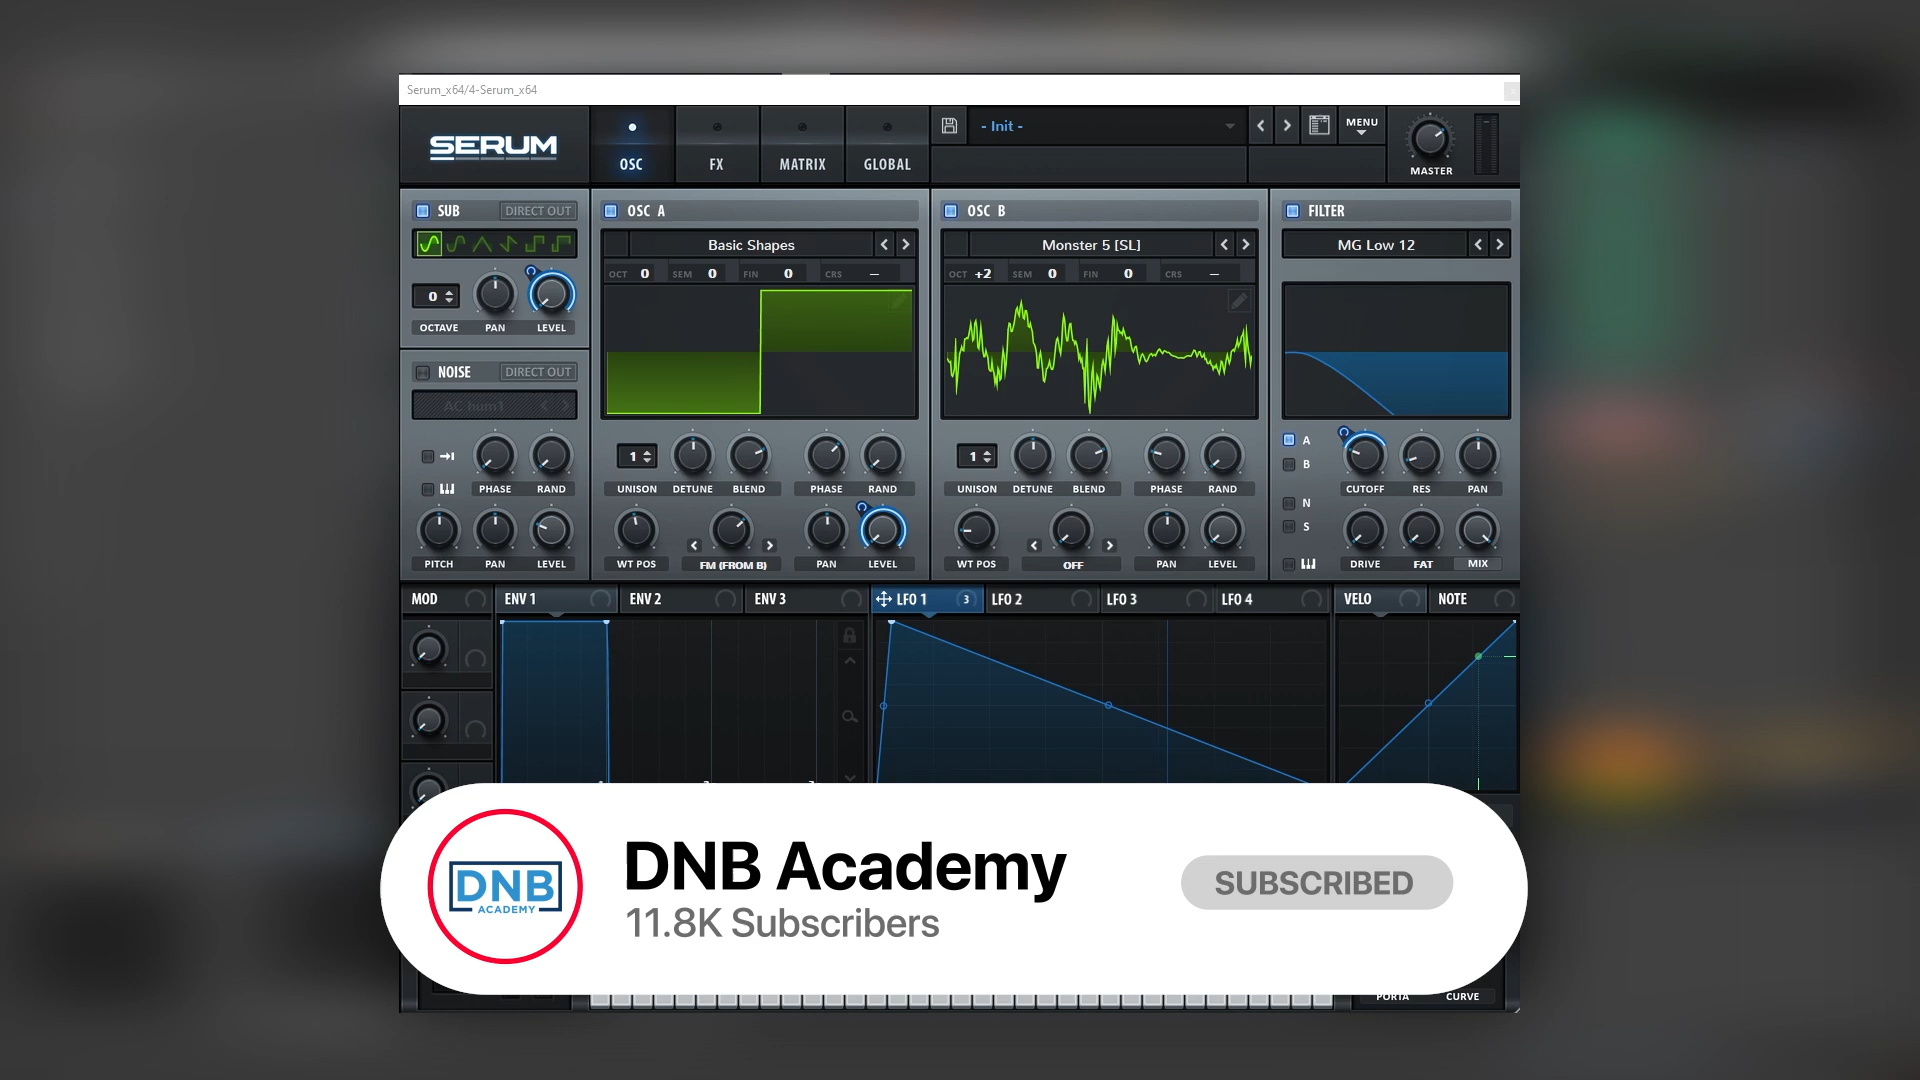 Serum_x64/4-Serum_x64
SERUM
OSC
FX
MATRIX
GLOBAL
- Init -
MENU
MASTER
SUB
DIRECT OUT
0
OCTAVE
PAN
LEVEL
NOISE
DIRECT OUT
AC hum1
PHASE
RAND
PITCH
PAN
LEVEL
OSC A
Basic Shapes
OCT 0 SEM 0 FIN 0 CRS –
1
UNISON
DETUNE
BLEND
PHASE
RAND
WT POS
FM (FROM B)
PAN
LEVEL
OSC B
Monster 5 [SL]
OCT +2 SEM 0 FIN 0 CRS –
1
UNISON
DETUNE
BLEND
PHASE
RAND
WT POS
OFF
PAN
LEVEL
FILTER
MG Low 12
A
B
N
S
CUTOFF
RES
PAN
DRIVE
FAT
MIX
MOD
ENV 1
ENV 2
ENV 3
LFO 1 3
LFO 2
LFO 3
LFO 4
VELO
NOTE
DNB
ACADEMY
DNB Academy
11.8K Subscribers
SUBSCRIBED
PORTA
CURVE